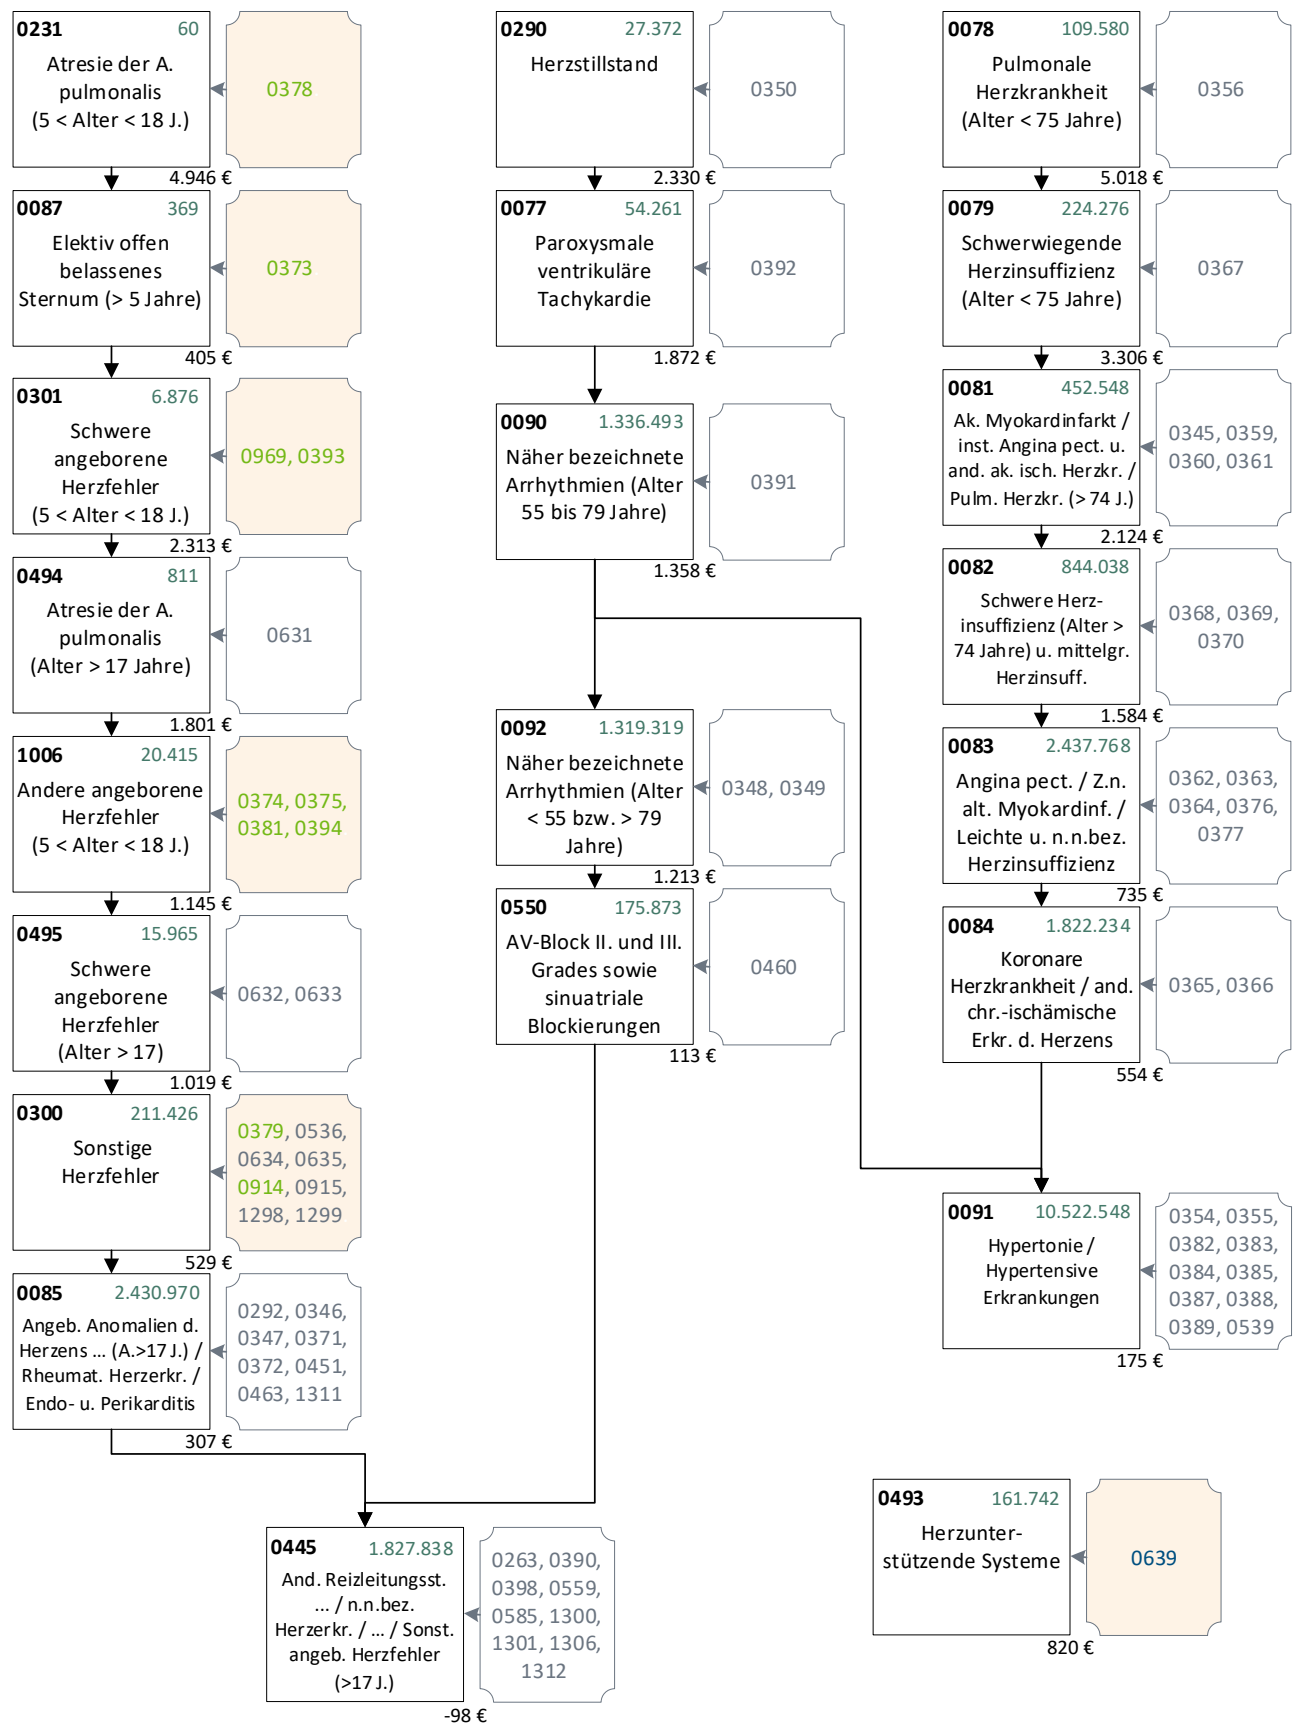 0231 60
Atresie der A.
pulmonalis
(5 < Alter < 18 J.)
0378
4.946 €
0087 369
Elektiv offen
belassenes
Sternum (> 5 Jahre)
0373
405 €
0301 6.876
Schwere
angeborene
Herzfehler
(5 < Alter < 18 J.)
0969, 0393
2.313 €
0494 811
Atresie der A.
pulmonalis
(Alter > 17 Jahre)
0631
1.801 €
1006 20.415
Andere angeborene
Herzfehler
(5 < Alter < 18 J.)
0374, 0375,
0381, 0394
1.145 €
0495 15.965
Schwere
angeborene
Herzfehler
(Alter > 17)
0632, 0633
1.019 €
0300 211.426
Sonstige
Herzfehler
0379, 0536,
0634, 0635,
0914, 0915,
1298, 1299
529 €
0085 2.430.970
Angeb. Anomalien d.
Herzens ... (A.>17 J.) /
Rheumat. Herzerkr. /
Endo- u. Perikarditis
0292, 0346,
0347, 0371,
0372, 0451,
0463, 1311
307 €
0290 27.372
Herzstillstand
0350
2.330 €
0077 54.261
Paroxysmale
ventrikuläre
Tachykardie
0392
1.872 €
0090 1.336.493
Näher bezeichnete
Arrhythmien (Alter
55 bis 79 Jahre)
0391
1.358 €
0092 1.319.319
Näher bezeichnete
Arrhythmien (Alter
< 55 bzw. > 79
Jahre)
0348, 0349
1.213 €
0550 175.873
AV-Block II. und III.
Grades sowie
sinuatriale
Blockierungen
0460
113 €
0445 1.827.838
And. Reizleitungsst.
... / n.n.bez.
Herzerkr. / ... / Sonst.
angeb. Herzfehler
(>17 J.)
0263, 0390,
0398, 0559,
0585, 1300,
1301, 1306,
1312
-98 €
0078 109.580
Pulmonale
Herzkrankheit
(Alter < 75 Jahre)
0356
5.018 €
0079 224.276
Schwerwiegende
Herzinsuffizienz
(Alter < 75 Jahre)
0367
3.306 €
0081 452.548
Ak. Myokardinfarkt /
inst. Angina pect. u.
and. ak. isch. Herzkr. /
Pulm. Herzkr. (> 74 J.)
0345, 0359,
0360, 0361
2.124 €
0082 844.038
Schwere Herz-
insuffizienz (Alter >
74 Jahre) u. mittelgr.
Herzinsuff.
0368, 0369,
0370
1.584 €
0083 2.437.768
Angina pect. / Z.n.
alt. Myokardinf. /
Leichte u. n.n.bez.
Herzinsuffizienz
0362, 0363,
0364, 0376,
0377
735 €
0084 1.822.234
Koronare
Herzkrankheit / and.
chr.-ischämische
Erkr. d. Herzens
0365, 0366
554 €
0091 10.522.548
Hypertonie /
Hypertensive
Erkrankungen
0354, 0355,
0382, 0383,
0384, 0385,
0387, 0388,
0389, 0539
175 €
0493 161.742
Herzunter-
stützende Systeme
0639
820 €